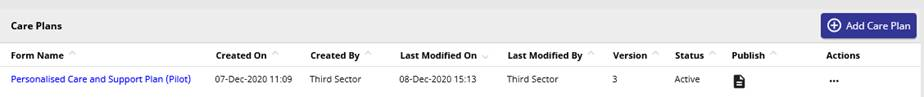 Care Plans
Add Care Plan
Form Name Created On Created By Last Modified On Last Modified By Version Status Publish Actions
Personalised Care and Support Plan (Pilot) 07-Dec-2020 11:09 Third Sector 08-Dec-2020 15:13 Third Sector 3 Active ...